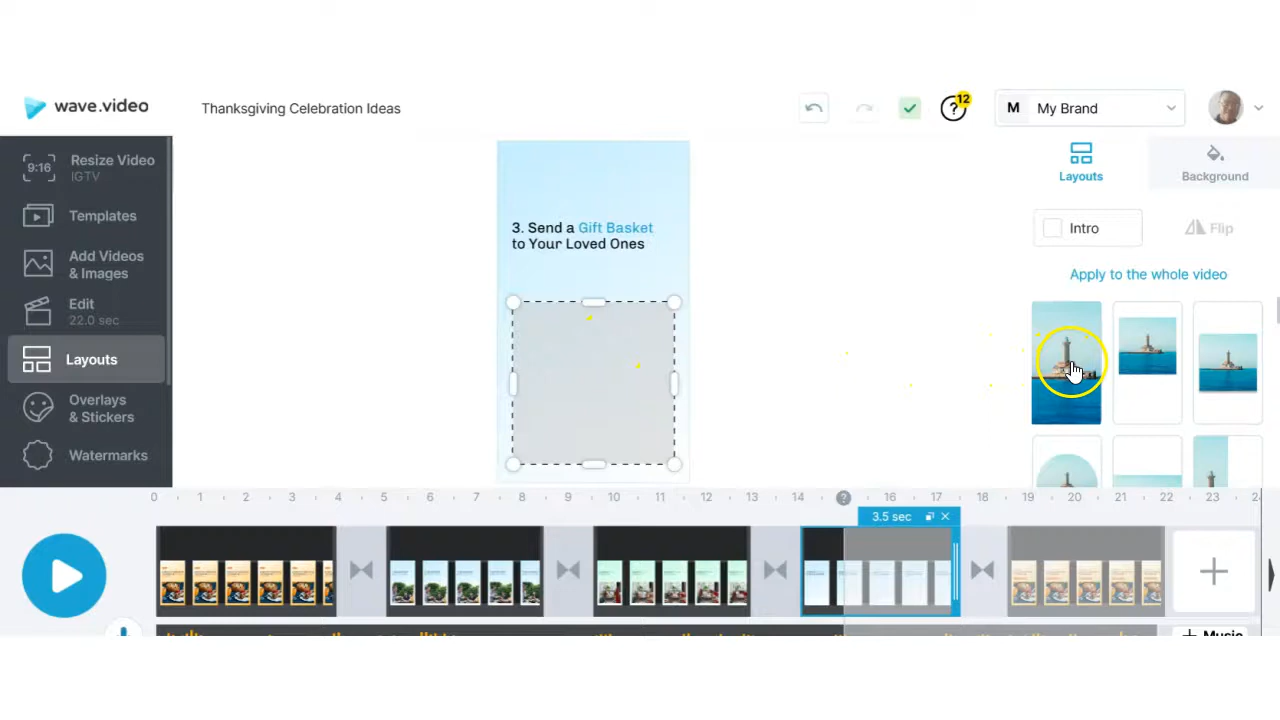 wave.video
Thanksgiving Celebration Ideas
?
12
M My Brand
9:16
Resize Video
IGTV
Templates
Add Videos
& Images
Edit
22.0 sec
Layouts
Overlays
& Stickers
Watermarks
3. Send a Gift Basket
to Your Loved Ones
Layouts
Background
Intro
Flip
Apply to the whole video
0 1 2 3 4 5 6 7 8 9 10 11 12 13 14 ? 16 17 18 19 20 21 22 23
3.5 sec
+ Music